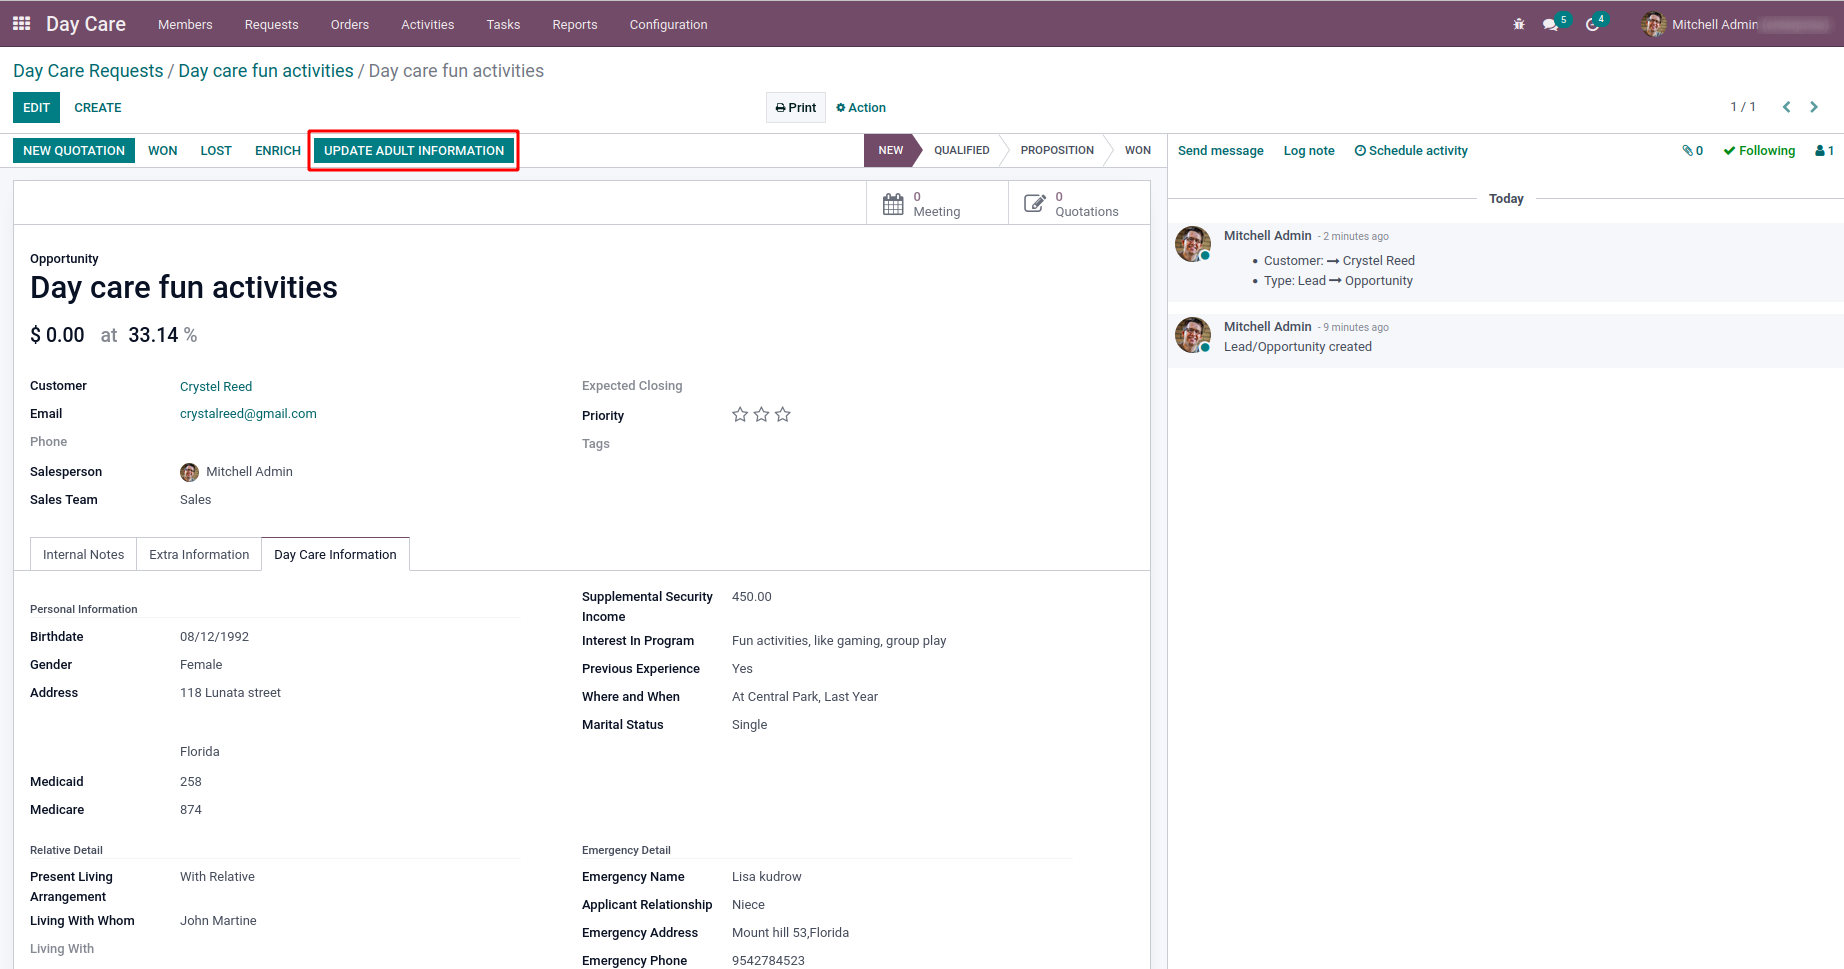 Day Care Members Requests Orders Activities Tasks Reports Configuration 5 4 Mitchell Admin
Day Care Requests / Day care fun activities / Day care fun activities
EDIT CREATE Print Action 1 / 1
NEW QUOTATION WON LOST ENRICH UPDATE ADULT INFORMATION NEW QUALIFIED PROPOSITION WON
0 Meeting
0 Quotations
Opportunity
Day care fun activities
$ 0.00 at 33.14 %
Customer Crystel Reed
Email crystalreed@gmail.com
Phone
Salesperson Mitchell Admin
Sales Team Sales
Expected Closing
Priority
Tags
Internal Notes Extra Information Day Care Information
Personal Information
Birthdate 08/12/1992
Gender Female
Address 118 Lunata street
Florida
Medicaid 258
Medicare 874
Supplemental Security
Income 450.00
Interest In Program Fun activities, like gaming, group play
Previous Experience Yes
Where and When At Central Park, Last Year
Marital Status Single
Relative Detail
Present Living
Arrangement With Relative
Living With Whom John Martine
Living With
Emergency Detail
Emergency Name Lisa kudrow
Applicant Relationship Niece
Emergency Address Mount hill 53,Florida
Emergency Phone 9542784523
Send message Log note Schedule activity 0 Following 1
Today
Mitchell Admin - 2 minutes ago
• Customer: → Crystel Reed
• Type: Lead → Opportunity
Mitchell Admin - 9 minutes ago
Lead/Opportunity created